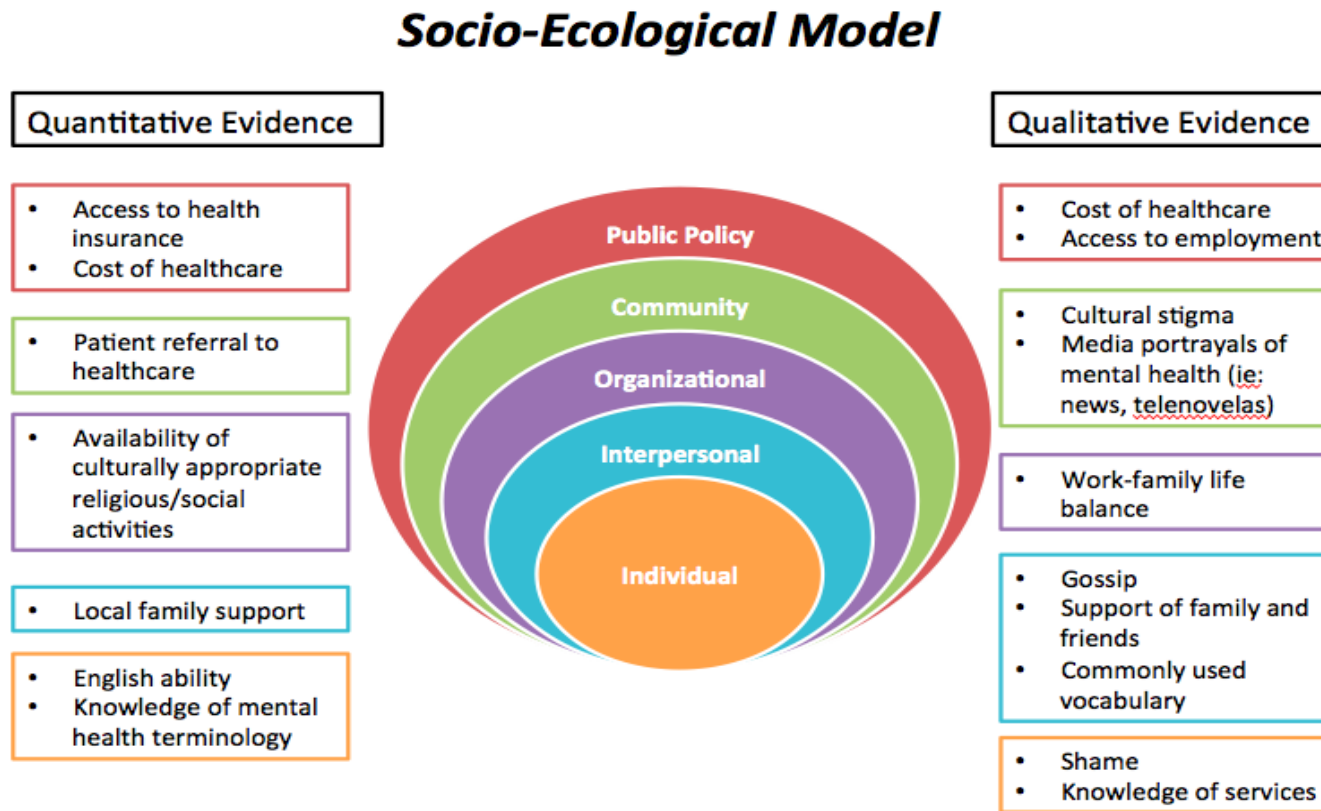 Socio-Ecological Model
Quantitative Evidence
• Access to health
insurance
• Cost of healthcare
• Patient referral to
healthcare
• Availability of
culturally appropriate
religious/social
activities
• Local family support
• English ability
• Knowledge of mental
health terminology
Public Policy
Community
Organizational
Interpersonal
Individual
Qualitative Evidence
• Cost of healthcare
• Access to employment
• Cultural stigma
• Media portrayals of
mental health (ie:
news, telenovelas)
• Work-family life
balance
• Gossip
• Support of family and
friends
• Commonly used
vocabulary
• Shame
• Knowledge of services